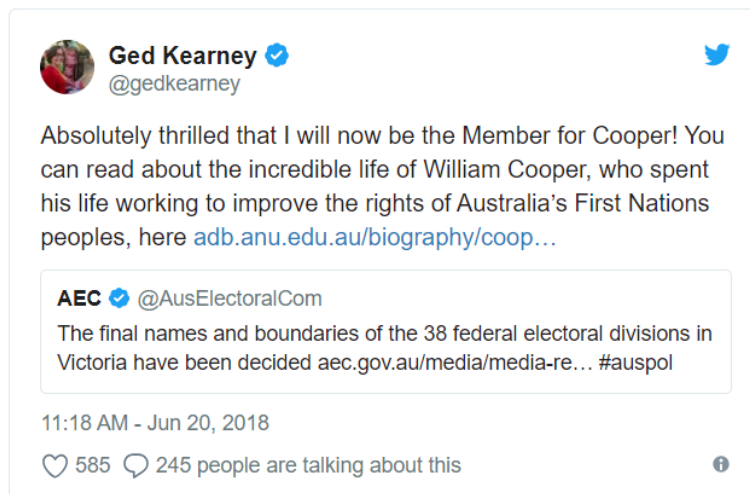 Ged Kearney
@gedkearney
Absolutely thrilled that I will now be the Member for Cooper! You
can read about the incredible life of William Cooper, who spent
his life working to improve the rights of Australia’s First Nations
peoples, here adb.anu.edu.au/biography/coop…
AEC @AusElectoralCom
The final names and boundaries of the 38 federal electoral divisions in
Victoria have been decided aec.gov.au/media/media-re… #auspol
11:18 AM - Jun 20, 2018
585 245 people are talking about this